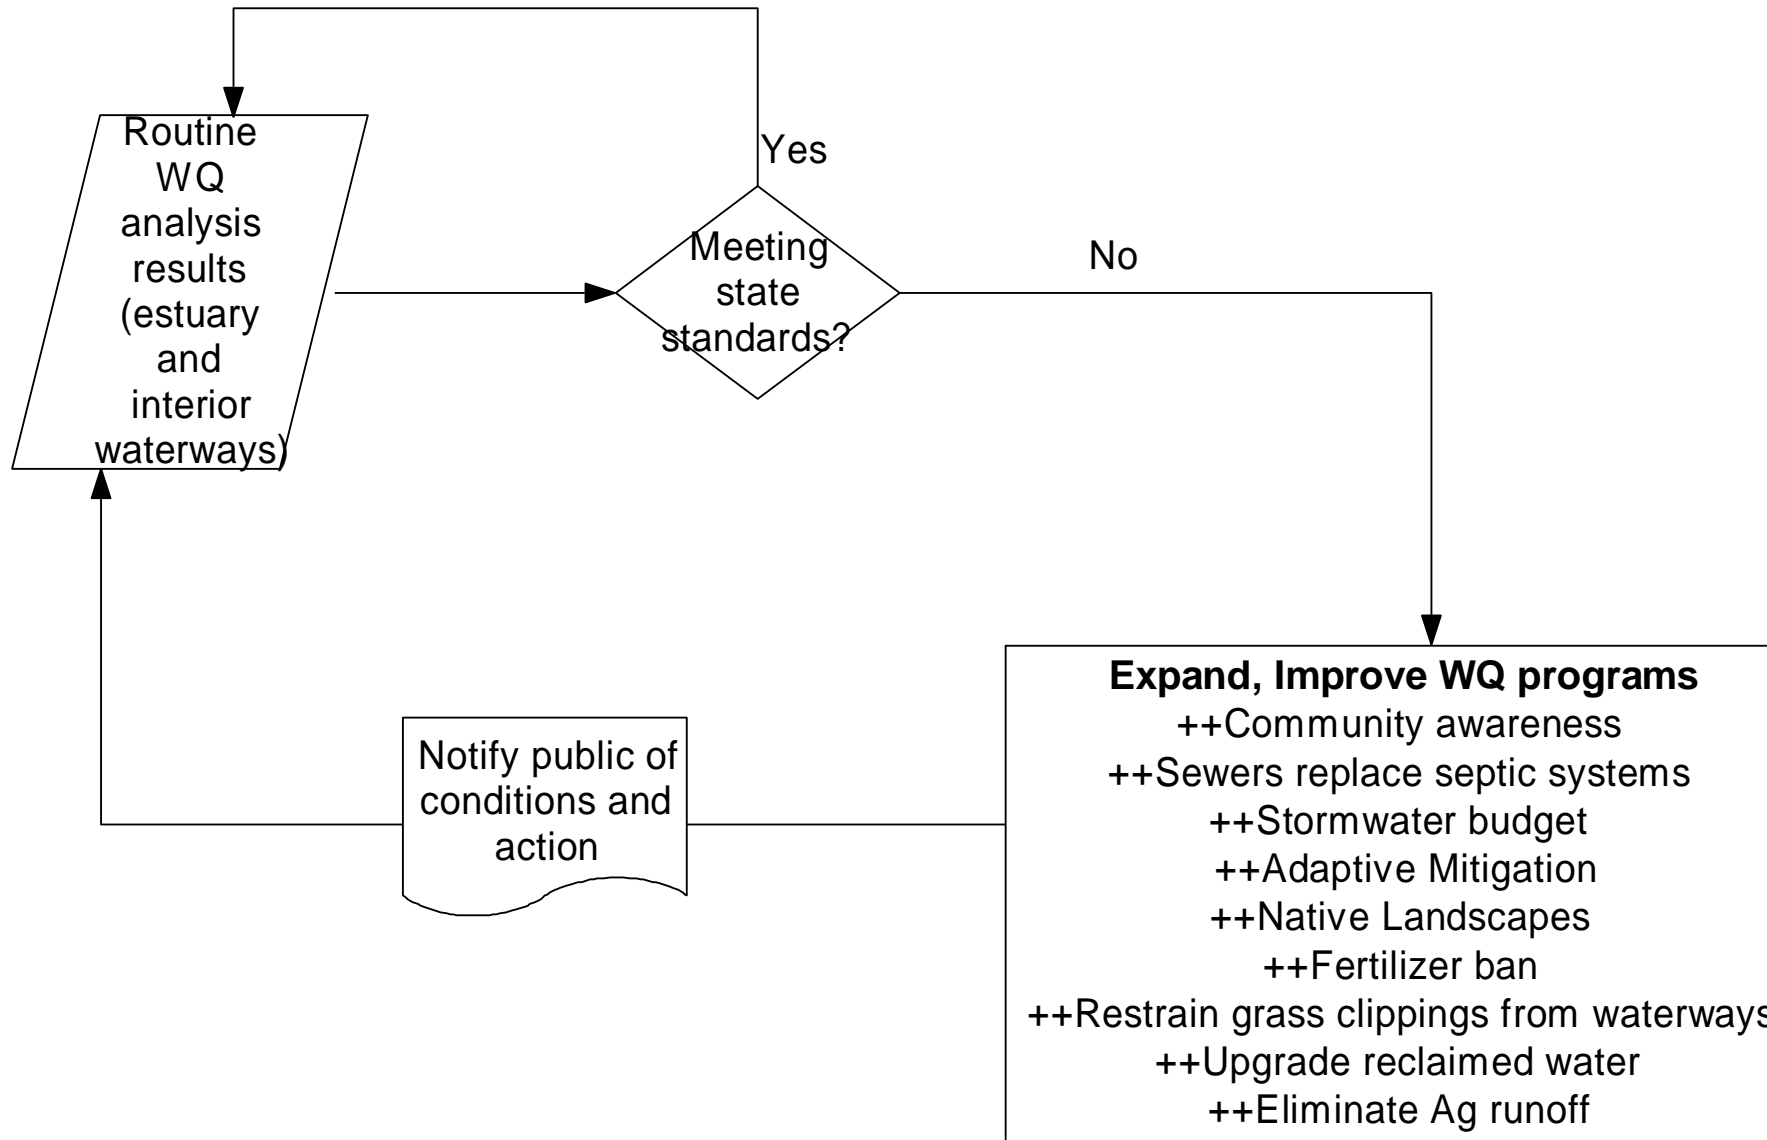 Routine
WQ
analysis
results
(estuary
and
interior
waterways)
Yes
Meeting
state
standards?
No
Notify public of
conditions and
action
Expand, Improve WQ programs
++Community awareness
++Sewers replace septic systems
++Stormwater budget
++Adaptive Mitigation
++Native Landscapes
++Fertilizer ban
++Restrain grass clippings from waterways
++Upgrade reclaimed water
++Eliminate Ag runoff